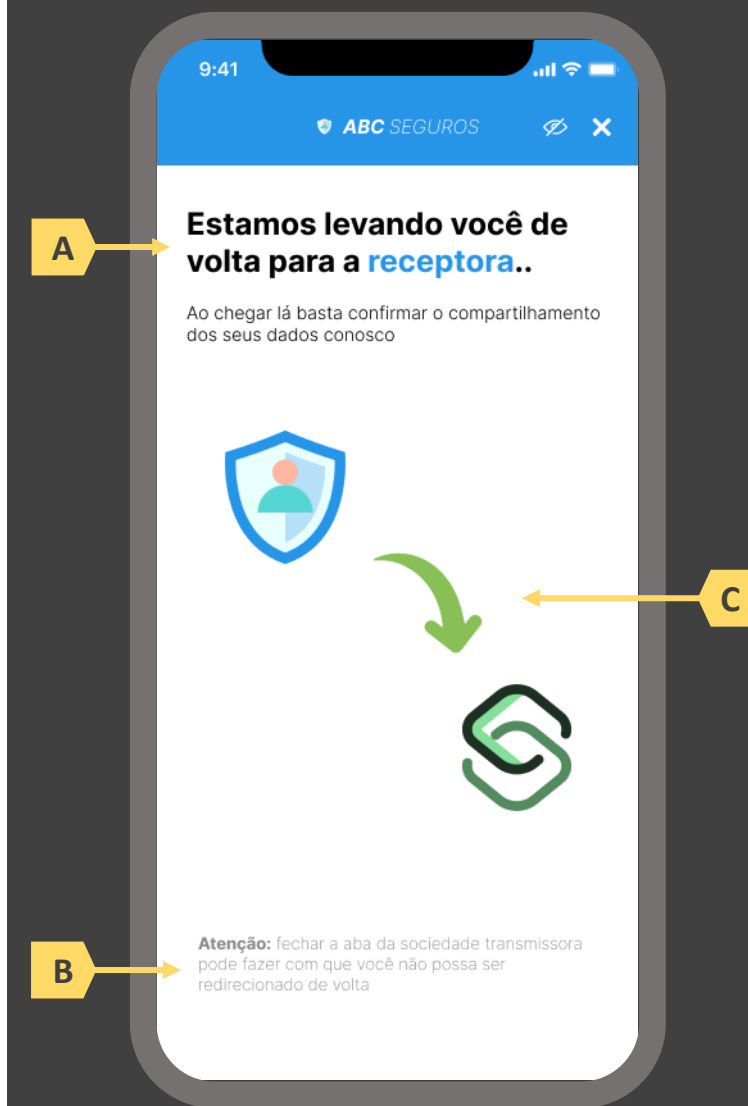 9:41
ABC SEGUROS
A
Estamos levando você de
volta para a receptora..
Ao chegar lá basta confirmar o compartilhamento
dos seus dados conosco
C
B
Atenção: fechar a aba da sociedade transmissora
pode fazer com que você não possa ser
redirecionado de volta